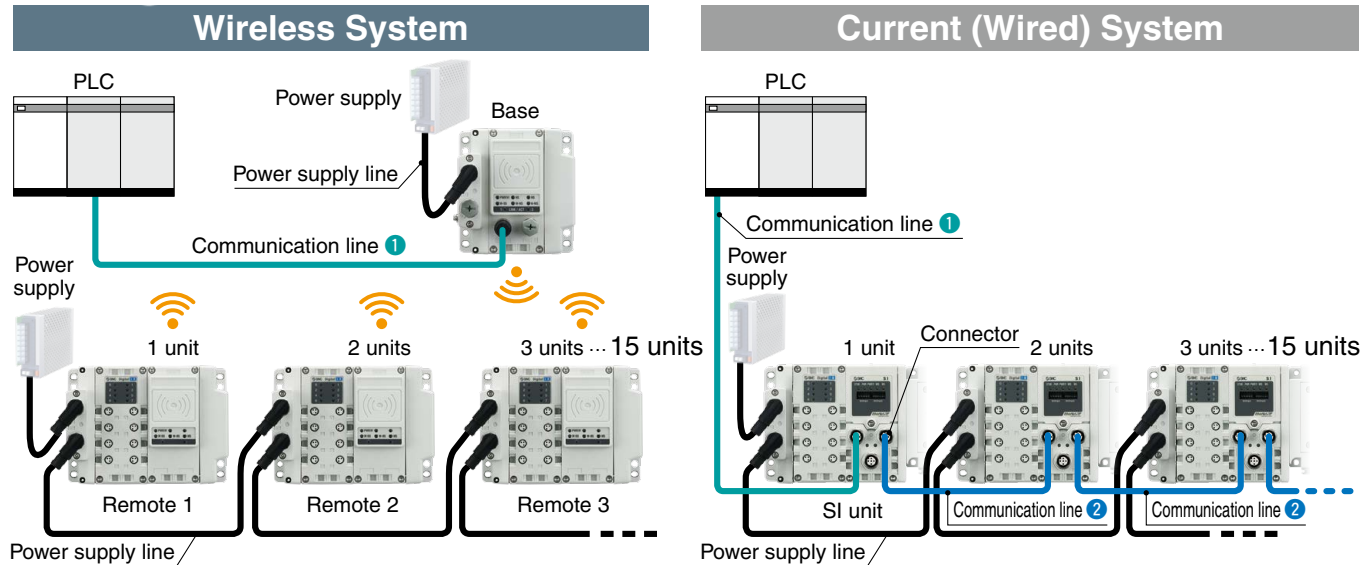 Wireless System
PLC
Power supply
Base
Power supply line
Communication line 1
Power
supply
1 unit
2 units
3 units ··· 15 units
Remote 1
Remote 2
Remote 3
Power supply line
Current (Wired) System
PLC
Communication line 1
Power
supply
Connector
1 unit
2 units
3 units ··· 15 units
SI unit
Communication line 2
Communication line 2
Power supply line